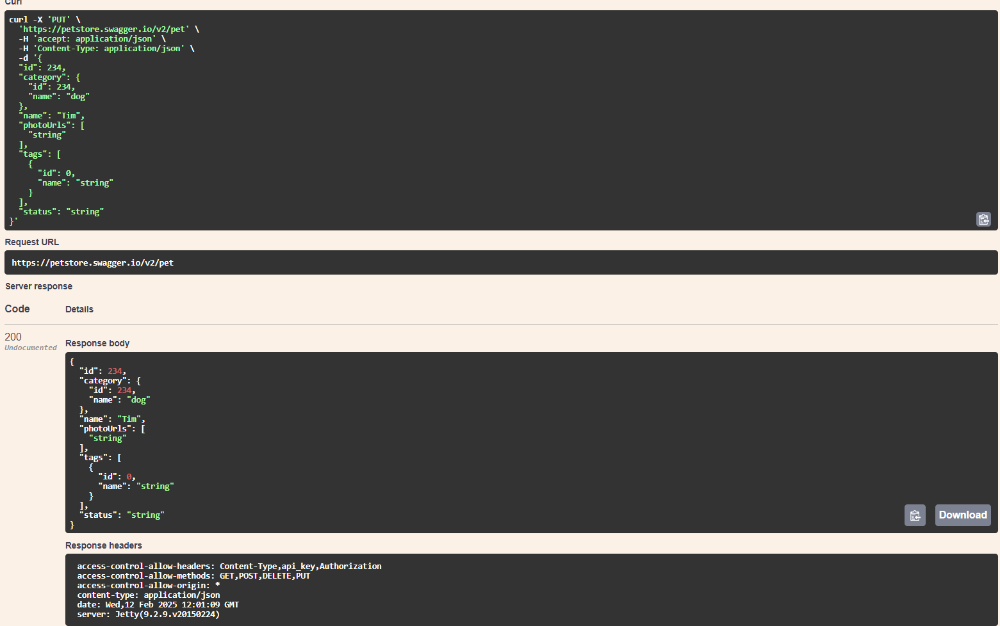 Curl
curl -X 'PUT' \
  'https://petstore.swagger.io/v2/pet' \
  -H 'accept: application/json' \
  -H 'Content-Type: application/json' \
  -d '{
  "id": 234,
  "category": {
    "id": 234,
    "name": "dog"
  },
  "name": "Tim",
  "photoUrls": [
    "string"
  ],
  "tags": [
    {
      "id": 0,
      "name": "string"
    }
  ],
  "status": "string"
}'
Request URL
https://petstore.swagger.io/v2/pet
Server response
Code Details
200
Undocumented
Response body
{
  "id": 234,
  "category": {
    "id": 234,
    "name": "dog"
  },
  "name": "Tim",
  "photoUrls": [
    "string"
  ],
  "tags": [
    {
      "id": 0,
      "name": "string"
    }
  ],
  "status": "string"
}
Download
Response headers
access-control-allow-headers: Content-Type,api_key,Authorization
access-control-allow-methods: GET,POST,DELETE,PUT
access-control-allow-origin: *
content-type: application/json
date: Wed,12 Feb 2025 12:01:09 GMT
server: Jetty(9.2.9.v20150224)